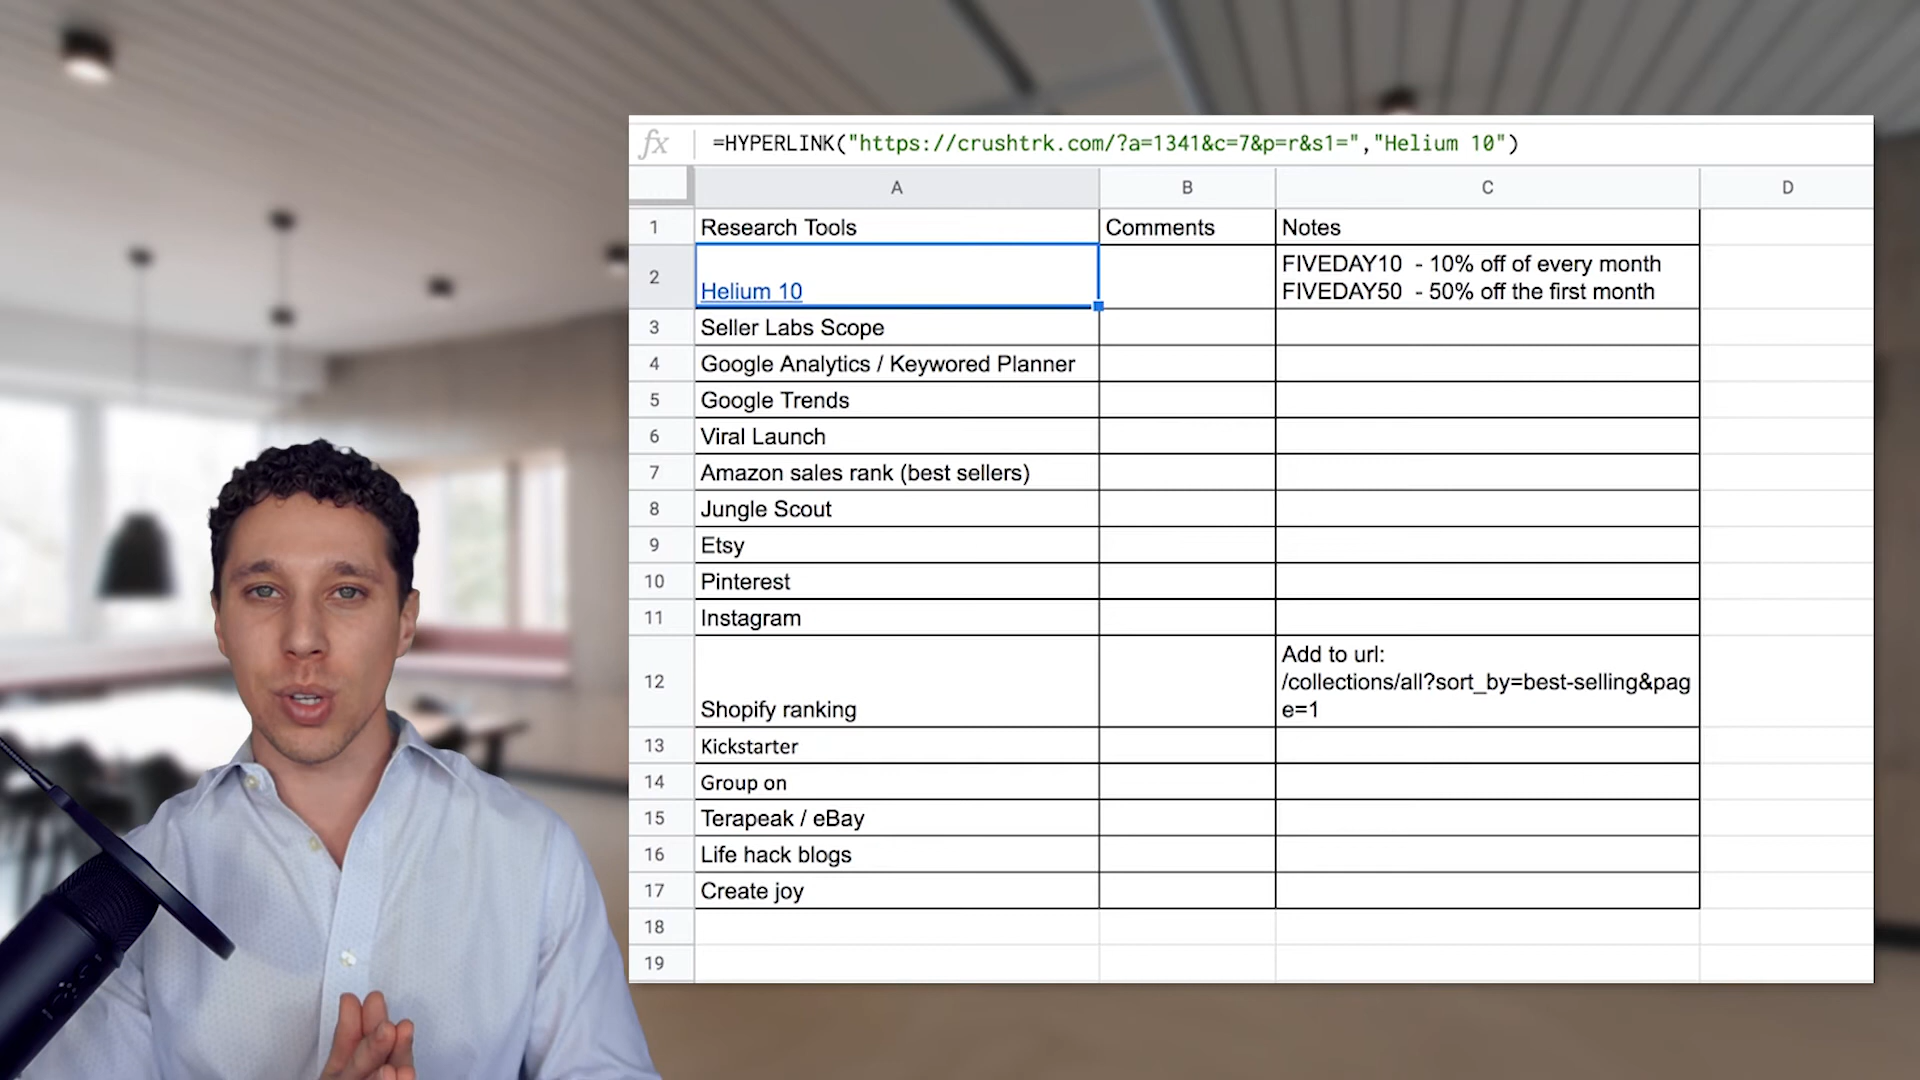 fx =HYPERLINK("https://crushtrk.com/?a=1341&c=7&p=r&s1=","Helium 10")
A B C D
1 Research Tools Comments Notes
2 Helium 10 FIVEDAY10 - 10% off of every month
FIVEDAY50 - 50% off the first month
3 Seller Labs Scope
4 Google Analytics / Keywored Planner
5 Google Trends
6 Viral Launch
7 Amazon sales rank (best sellers)
8 Jungle Scout
9 Etsy
10 Pinterest
11 Instagram
12 Shopify ranking Add to url:
/collections/all?sort_by=best-selling&pag
e=1
13 Kickstarter
14 Group on
15 Terapeak / eBay
16 Life hack blogs
17 Create joy
18
19